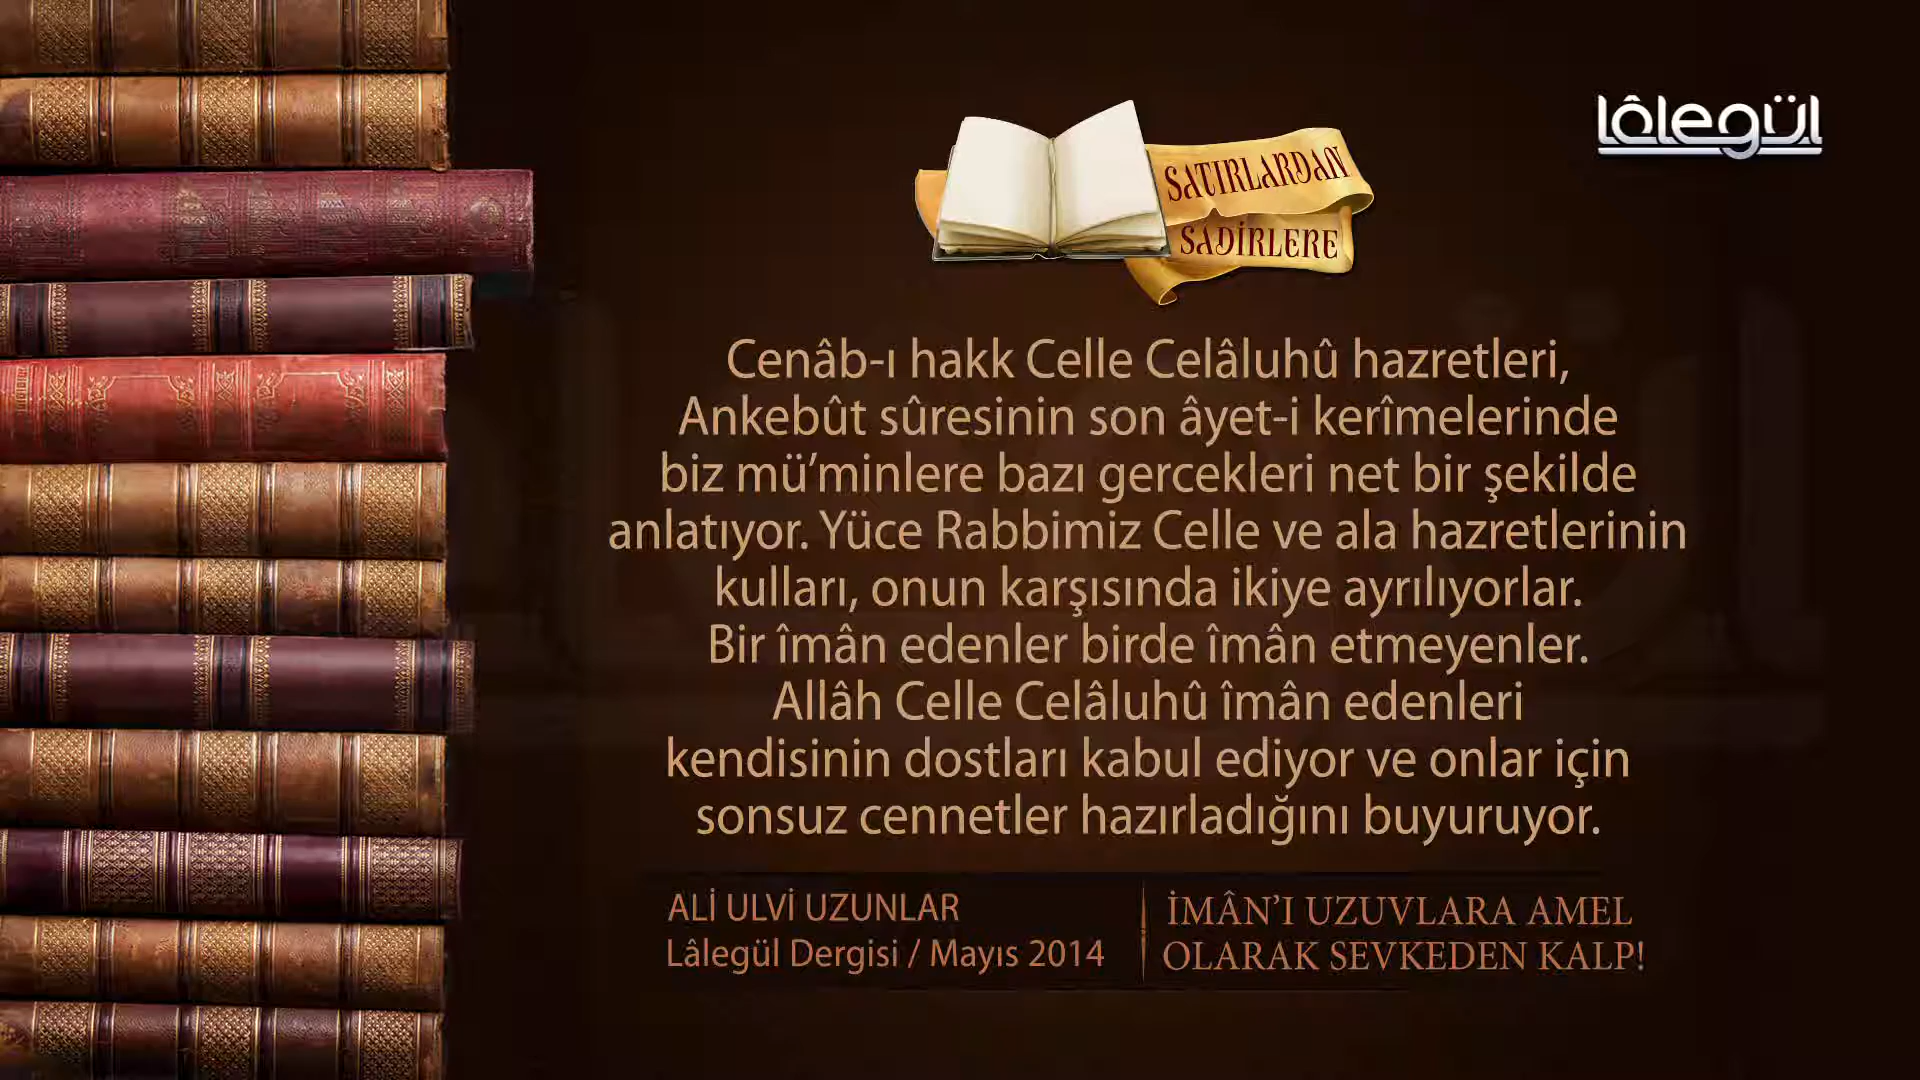 lâlegül
SATIRLARDAN
SADİRLERE
Cenâb-ı hakk Celle Celâluhû hazretleri,
Ankebût sûresinin son âyet-i kerîmelerinde
biz mü’minlere bazı gercekleri net bir şekilde
anlatıyor. Yüce Rabbimiz Celle ve ala hazretlerinin
kulları, onun karşısında ikiye ayrılıyorlar.
Bir îmân edenler birde îmân etmeyenler.
Allâh Celle Celâluhû îmân edenleri
kendisinin dostları kabul ediyor ve onlar için
sonsuz cennetler hazırladığını buyuruyor.
ALİ ULVİ UZUNLAR
Lâlegül Dergisi / Mayıs 2014
İMÂN’I UZUVLARA AMEL
OLARAK SEVKEDEN KALP!